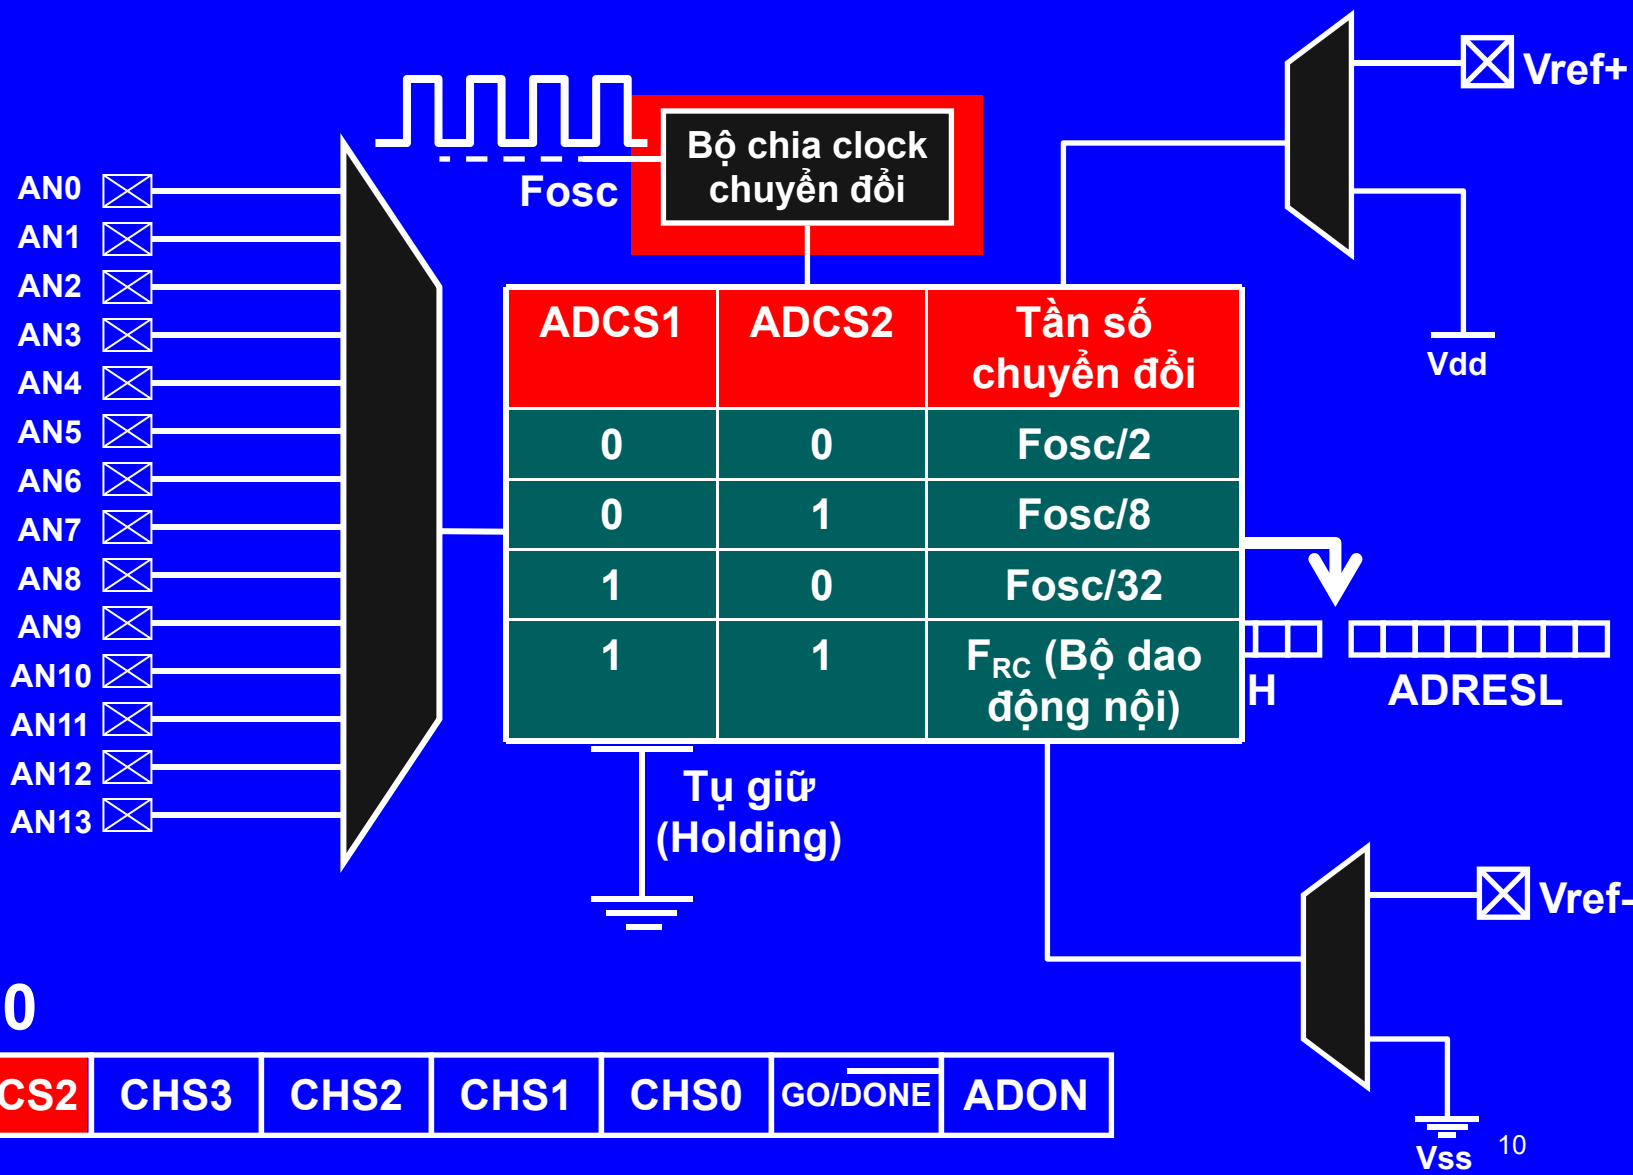 Vref+
Bộ chia clock
chuyển đổi
Fosc
AN0
AN1
AN2
AN3
AN4
AN5
AN6
AN7
AN8
AN9
AN10
AN11
AN12
AN13
ADCS1 ADCS2 Tần số
chuyển đổi
0 0 Fosc/2
0 1 Fosc/8
1 0 Fosc/32
1 1 FRC (Bộ dao
động nội)
Vdd
H ADRESL
Tụ giữ
(Holding)
Vref-
0
CS2 CHS3 CHS2 CHS1 CHS0 GO/DONE ADON
Vss
10